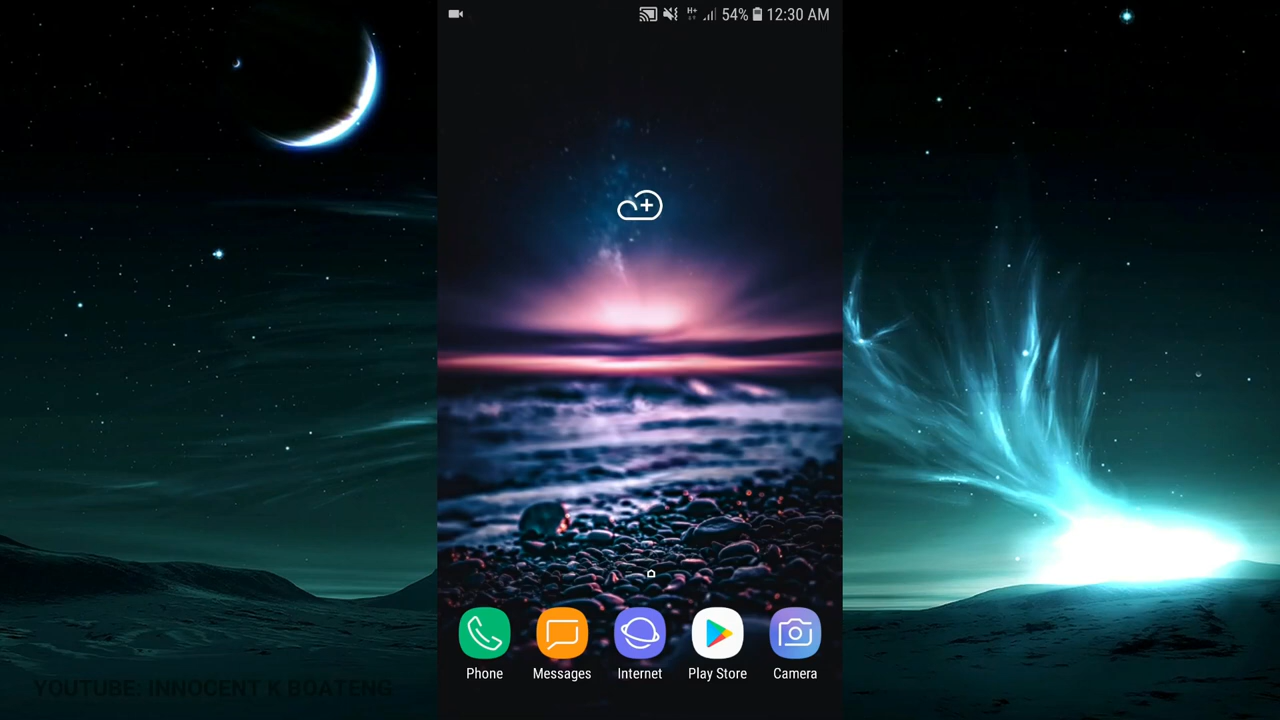 H+ 54% 12:30 AM
Phone Messages Internet Play Store Camera
YOUTUBE: INNOCENT K BOATENG